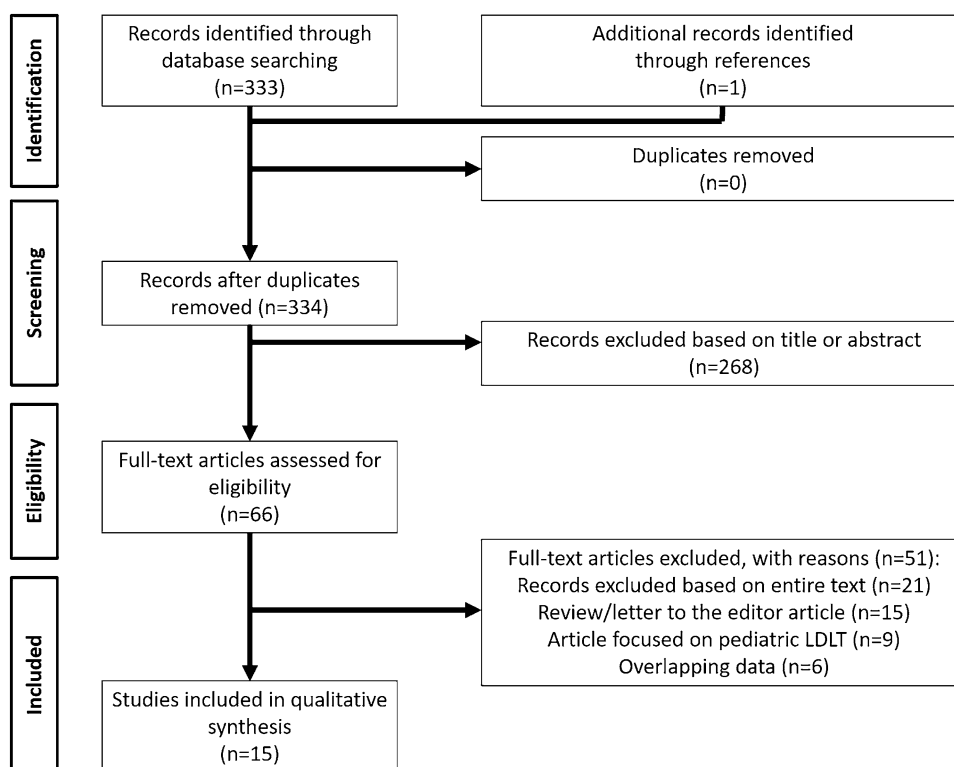 Identification
Records identified through
database searching
(n=333)
Additional records identified
through references
(n=1)
Duplicates removed
(n=0)
Screening
Records after duplicates
removed (n=334)
Records excluded based on title or abstract
(n=268)
Eligibility
Full-text articles assessed for
eligibility
(n=66)
Full-text articles excluded, with reasons (n=51):
Records excluded based on entire text (n=21)
Review/letter to the editor article (n=15)
Article focused on pediatric LDLT (n=9)
Overlapping data (n=6)
Included
Studies included in qualitative
synthesis
(n=15)